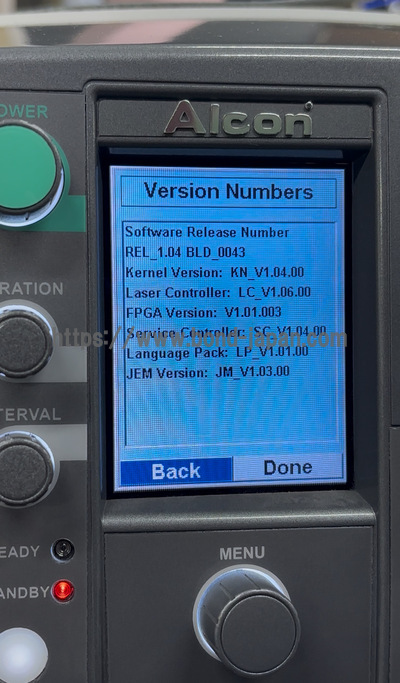 Alcon
OWER
Version Numbers
Software Release Number
REL_1.04 BLD_0043
Kernel Version: KN_V1.04.00
Laser Controller: LC_V1.06.00
FPGA Version: V1.01.003
Service Controller: SC_V1.04.00
https://www.bond-japan.com
Language Pack: LP_V1.01.00
JEM Version: JM_V1.03.00
RATION
TERVAL
Back
Done
EADY
ANDBY
MENU